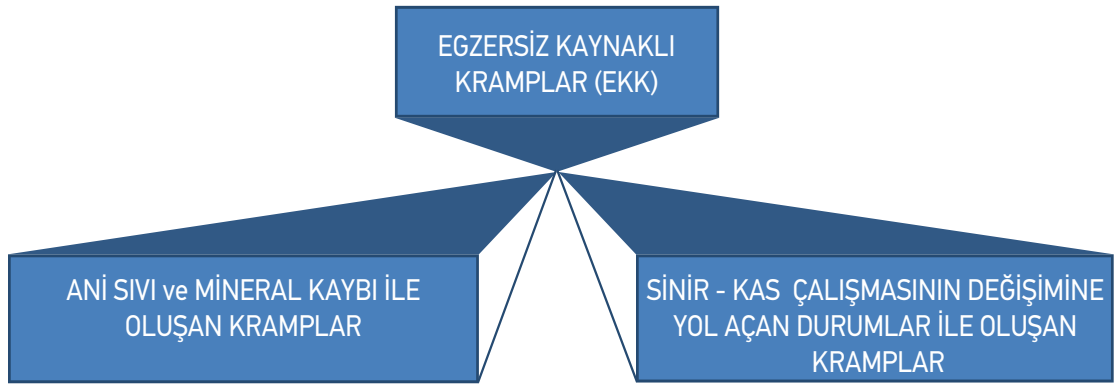 EGZERSİZ KAYNAKLI
KRAMPLAR (EKK)
ANİ SIVI ve MİNERAL KAYBI İLE
OLUŞAN KRAMPLAR
SİNİR - KAS ÇALIŞMASININ DEĞİŞİMİNE
YOL AÇAN DURUMLAR İLE OLUŞAN
KRAMPLAR